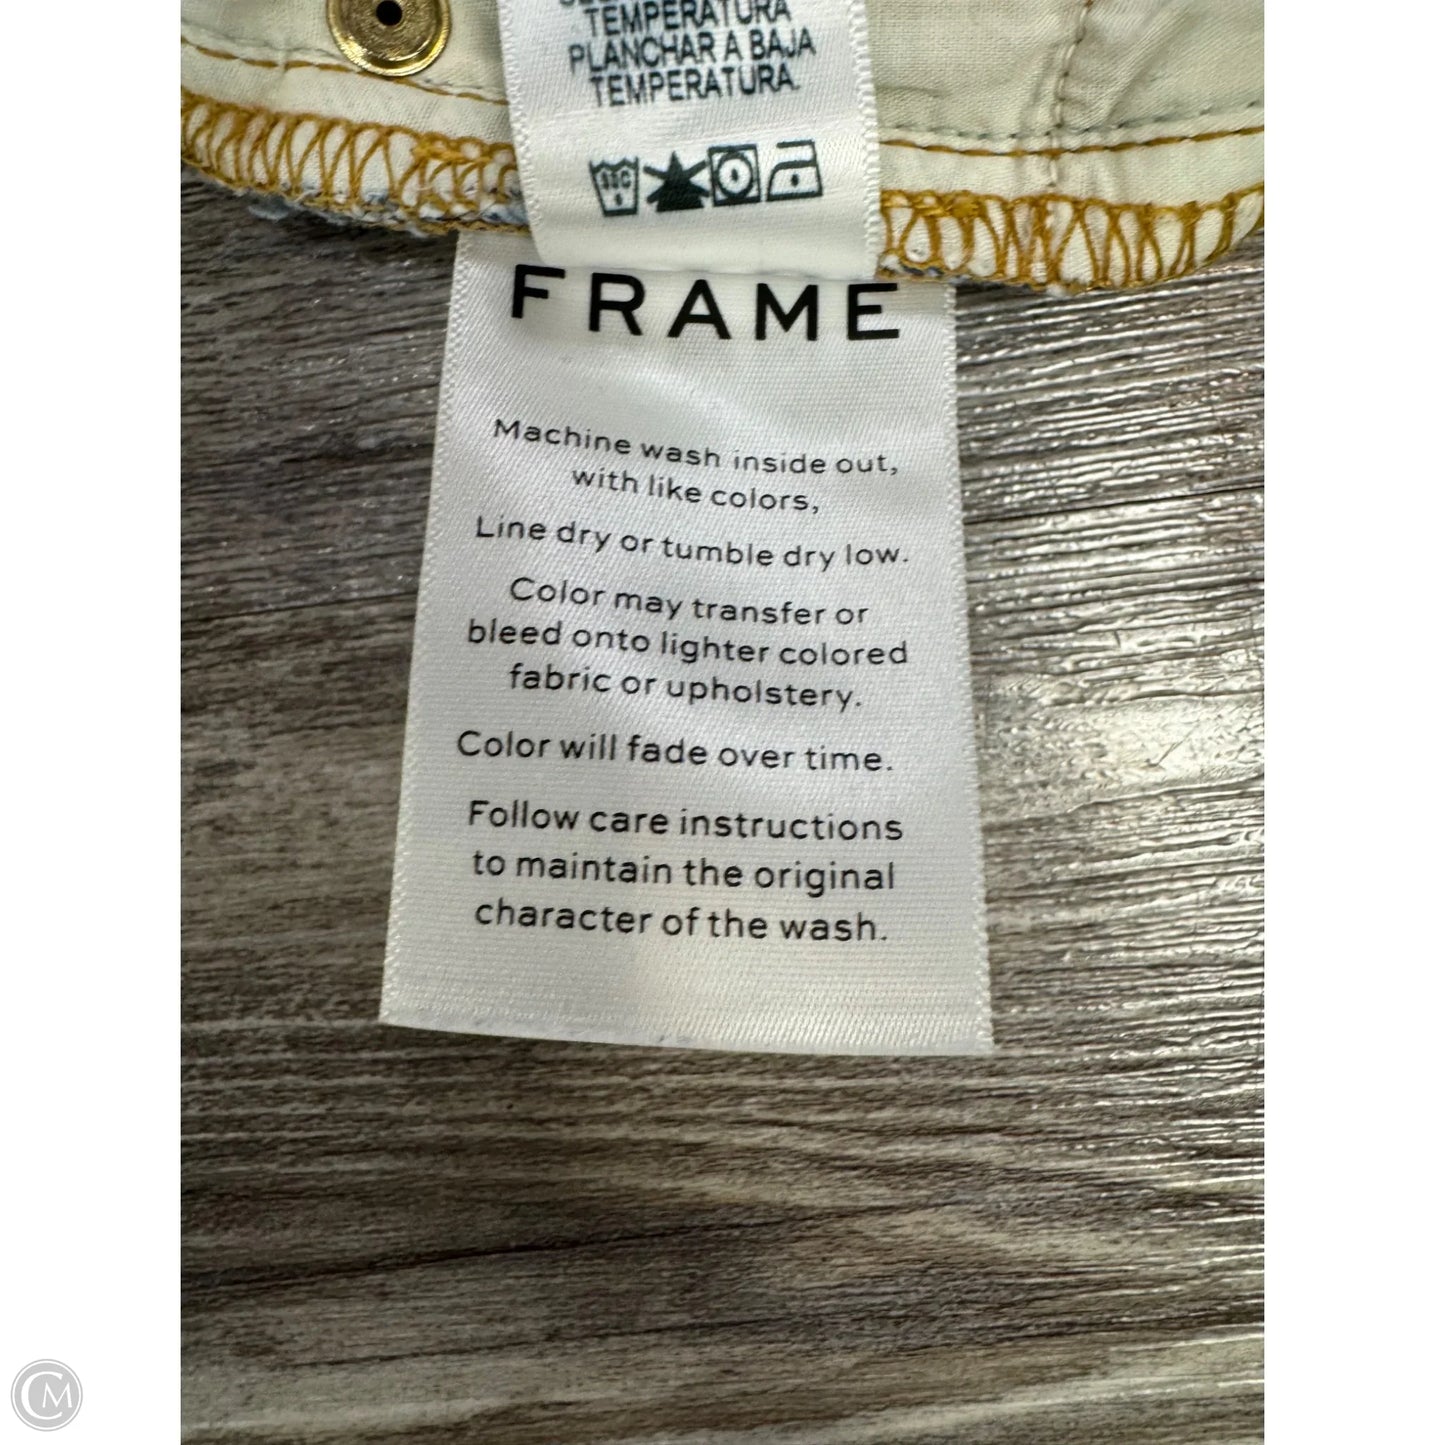 TEMPERATURA
PLANCHAR A BAJA
TEMPERATURA.
FRAME
Machine wash inside out,
with like colors,
Line dry or tumble dry low.
Color may transfer or
bleed onto lighter colored
fabric or upholstery.
Color will fade over time.
Follow care instructions
to maintain the original
character of the wash.
CM